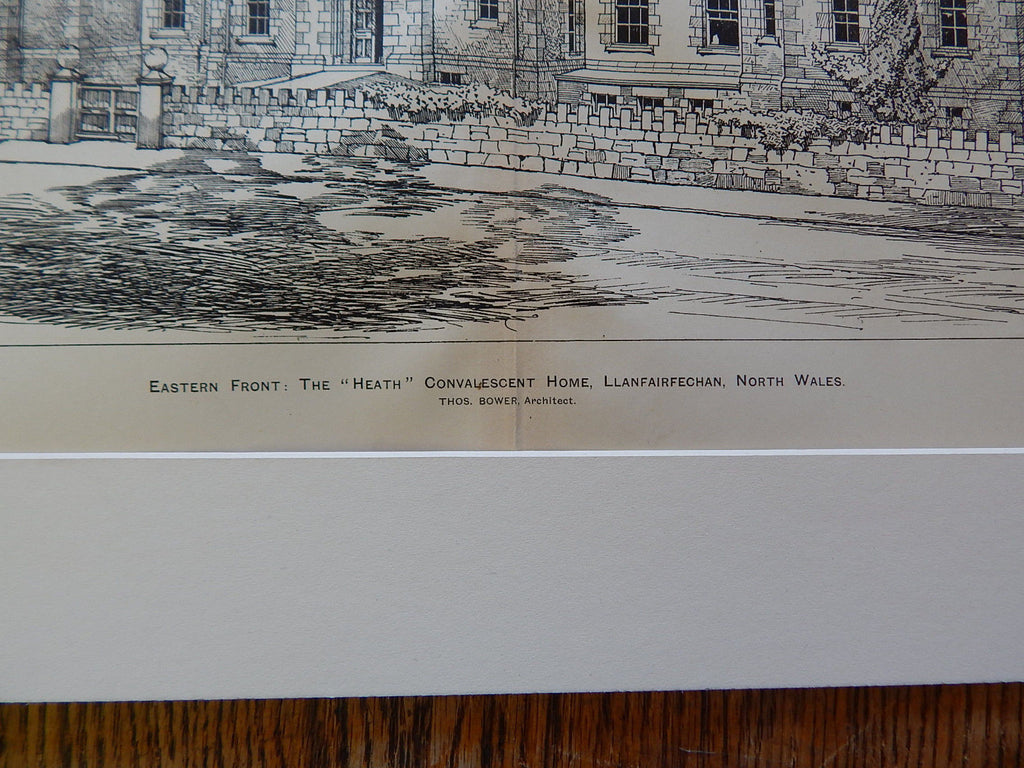 EASTERN FRONT: THE "HEATH" CONVALESCENT HOME, LLANFAIRFECHAN, NORTH WALES.
THOS. BOWER, Architect.